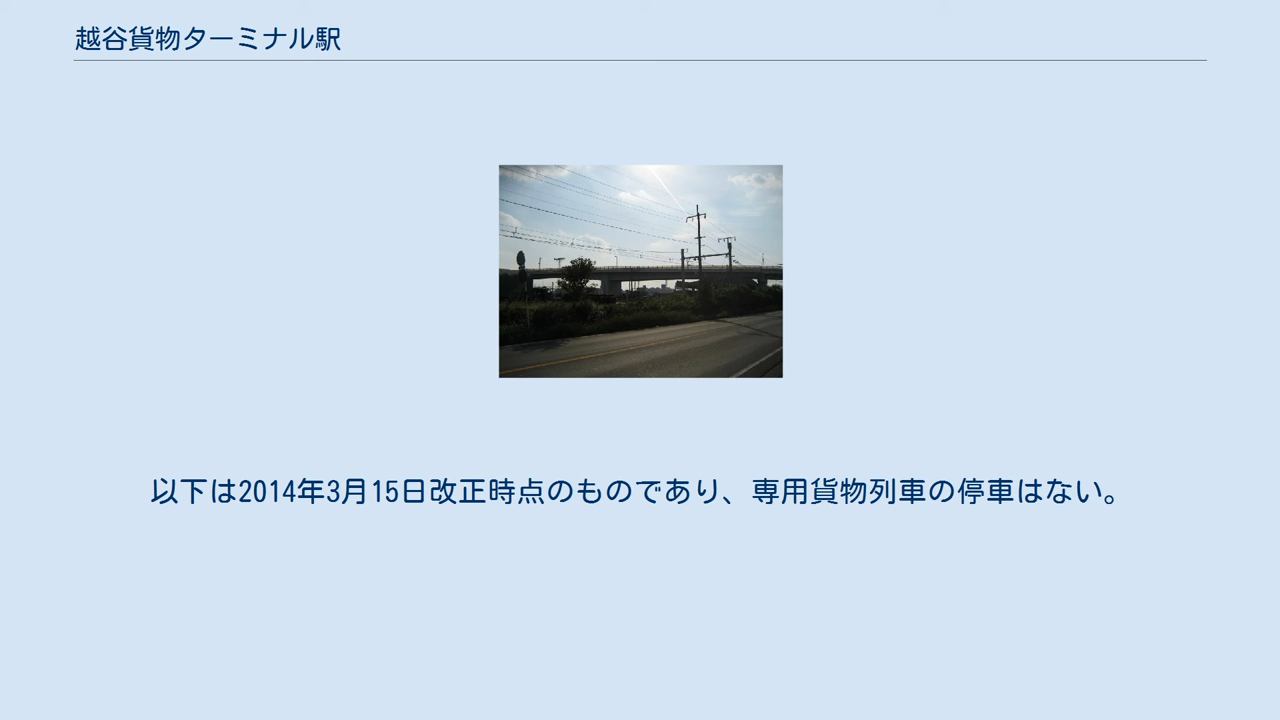 越谷貨物ターミナル駅
以下は2014年3月15日改正時点のものであり、専用貨物列車の停車はない。